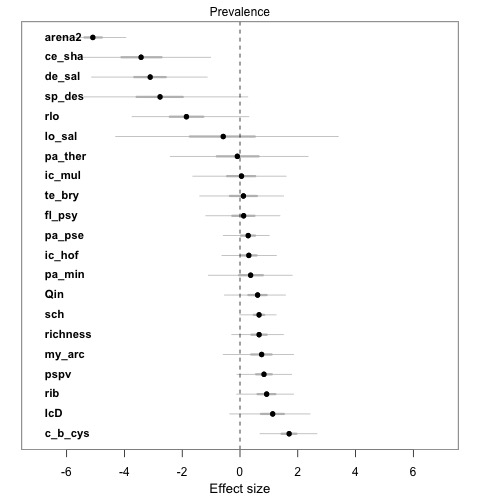 Prevalence
arena2
ce_sha
de_sal
sp_des
rlo
lo_sal
pa_ther
ic_mul
te_bry
fl_psy
pa_pse
ic_hof
pa_min
Qin
sch
richness
my_arc
pspv
rib
lcD
c_b_cys
-6 -4 -2 0 2 4 6
Effect size